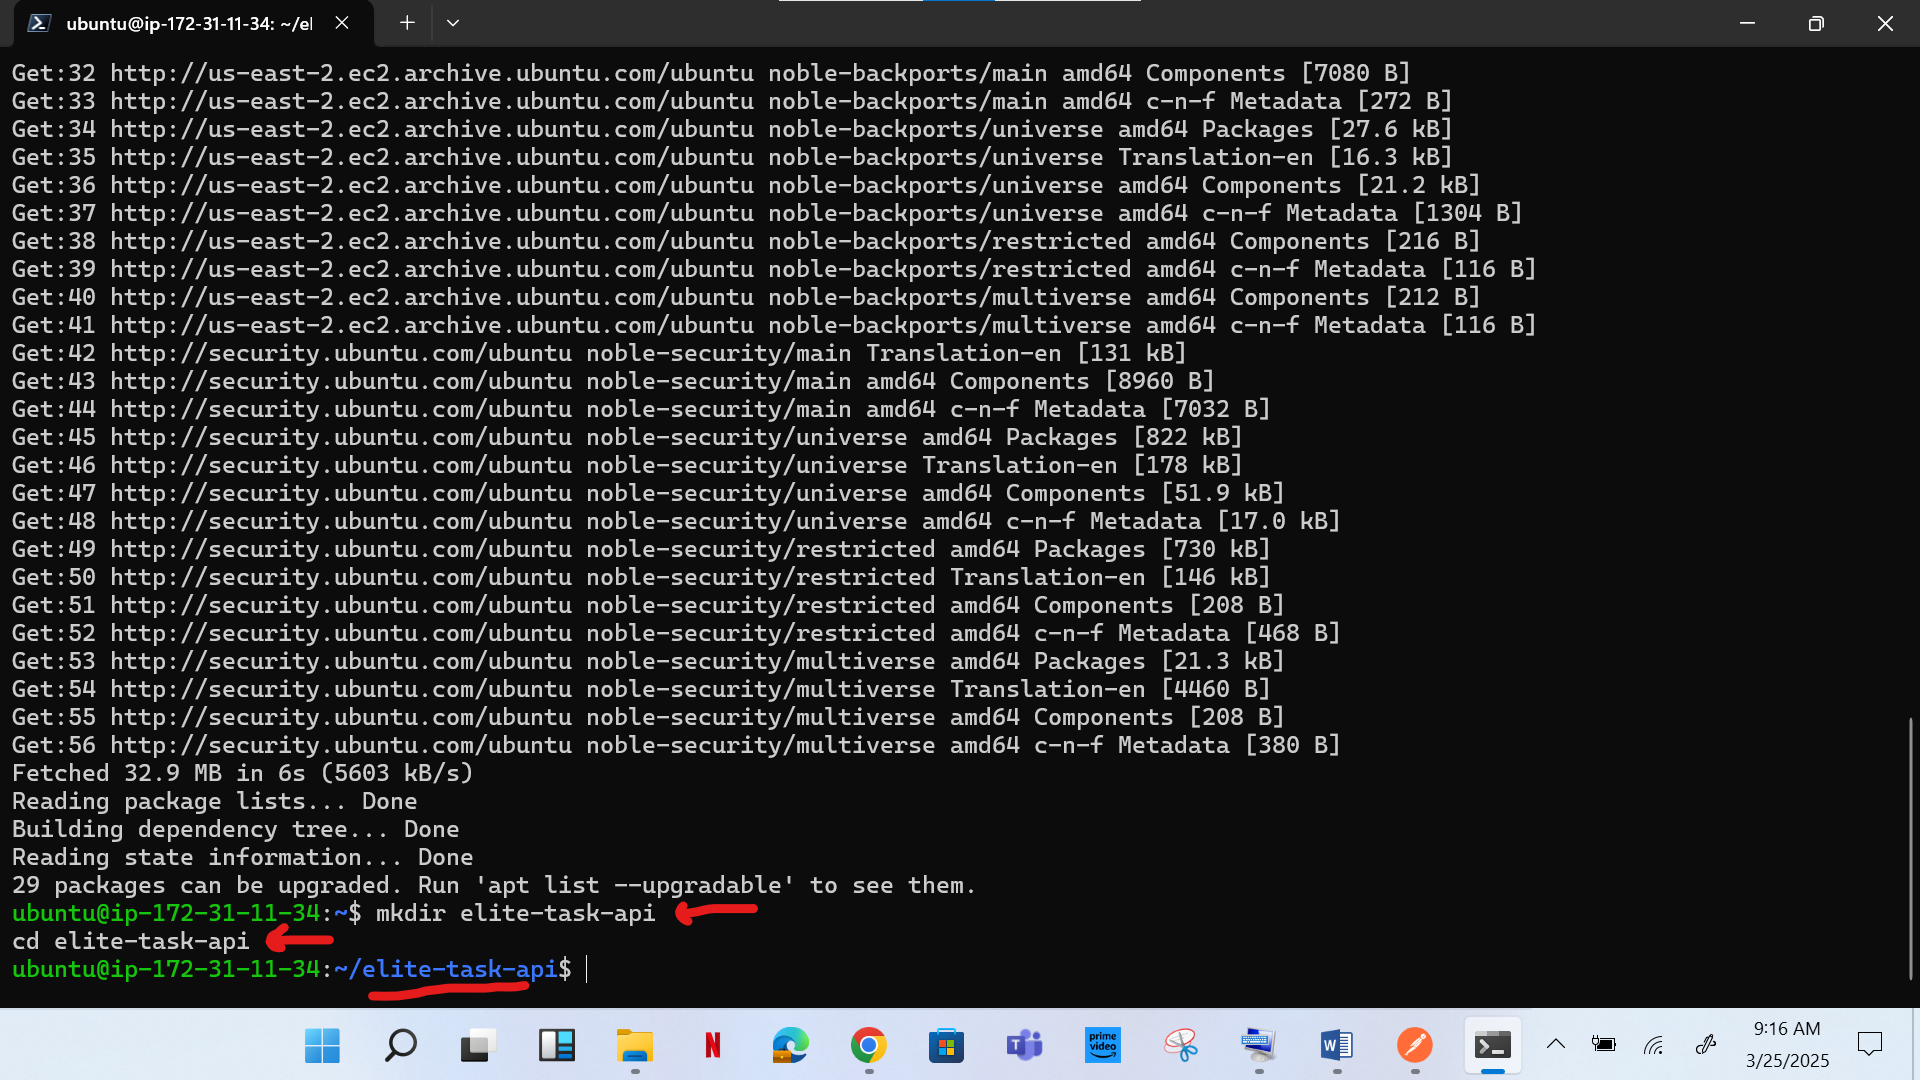 ubuntu@ip-172-31-11-34: ~/el
Get:32 http://us-east-2.ec2.archive.ubuntu.com/ubuntu noble-backports/main amd64 Components [7080 B]
Get:33 http://us-east-2.ec2.archive.ubuntu.com/ubuntu noble-backports/main amd64 c-n-f Metadata [272 B]
Get:34 http://us-east-2.ec2.archive.ubuntu.com/ubuntu noble-backports/universe amd64 Packages [27.6 kB]
Get:35 http://us-east-2.ec2.archive.ubuntu.com/ubuntu noble-backports/universe Translation-en [16.3 kB]
Get:36 http://us-east-2.ec2.archive.ubuntu.com/ubuntu noble-backports/universe amd64 Components [21.2 kB]
Get:37 http://us-east-2.ec2.archive.ubuntu.com/ubuntu noble-backports/universe amd64 c-n-f Metadata [1304 B]
Get:38 http://us-east-2.ec2.archive.ubuntu.com/ubuntu noble-backports/restricted amd64 Components [216 B]
Get:39 http://us-east-2.ec2.archive.ubuntu.com/ubuntu noble-backports/restricted amd64 c-n-f Metadata [116 B]
Get:40 http://us-east-2.ec2.archive.ubuntu.com/ubuntu noble-backports/multiverse amd64 Components [212 B]
Get:41 http://us-east-2.ec2.archive.ubuntu.com/ubuntu noble-backports/multiverse amd64 c-n-f Metadata [116 B]
Get:42 http://security.ubuntu.com/ubuntu noble-security/main Translation-en [131 kB]
Get:43 http://security.ubuntu.com/ubuntu noble-security/main amd64 Components [8960 B]
Get:44 http://security.ubuntu.com/ubuntu noble-security/main amd64 c-n-f Metadata [7032 B]
Get:45 http://security.ubuntu.com/ubuntu noble-security/universe amd64 Packages [822 kB]
Get:46 http://security.ubuntu.com/ubuntu noble-security/universe Translation-en [178 kB]
Get:47 http://security.ubuntu.com/ubuntu noble-security/universe amd64 Components [51.9 kB]
Get:48 http://security.ubuntu.com/ubuntu noble-security/universe amd64 c-n-f Metadata [17.0 kB]
Get:49 http://security.ubuntu.com/ubuntu noble-security/restricted amd64 Packages [730 kB]
Get:50 http://security.ubuntu.com/ubuntu noble-security/restricted Translation-en [146 kB]
Get:51 http://security.ubuntu.com/ubuntu noble-security/restricted amd64 Components [208 B]
Get:52 http://security.ubuntu.com/ubuntu noble-security/restricted amd64 c-n-f Metadata [468 B]
Get:53 http://security.ubuntu.com/ubuntu noble-security/multiverse amd64 Packages [21.3 kB]
Get:54 http://security.ubuntu.com/ubuntu noble-security/multiverse Translation-en [4460 B]
Get:55 http://security.ubuntu.com/ubuntu noble-security/multiverse amd64 Components [208 B]
Get:56 http://security.ubuntu.com/ubuntu noble-security/multiverse amd64 c-n-f Metadata [380 B]
Fetched 32.9 MB in 6s (5603 kB/s)
Reading package lists... Done
Building dependency tree... Done
Reading state information... Done
29 packages can be upgraded. Run 'apt list --upgradable' to see them.
ubuntu@ip-172-31-11-34:~$ mkdir elite-task-api
cd elite-task-api
ubuntu@ip-172-31-11-34:~/elite-task-api$
prime video
9:16 AM
3/25/2025